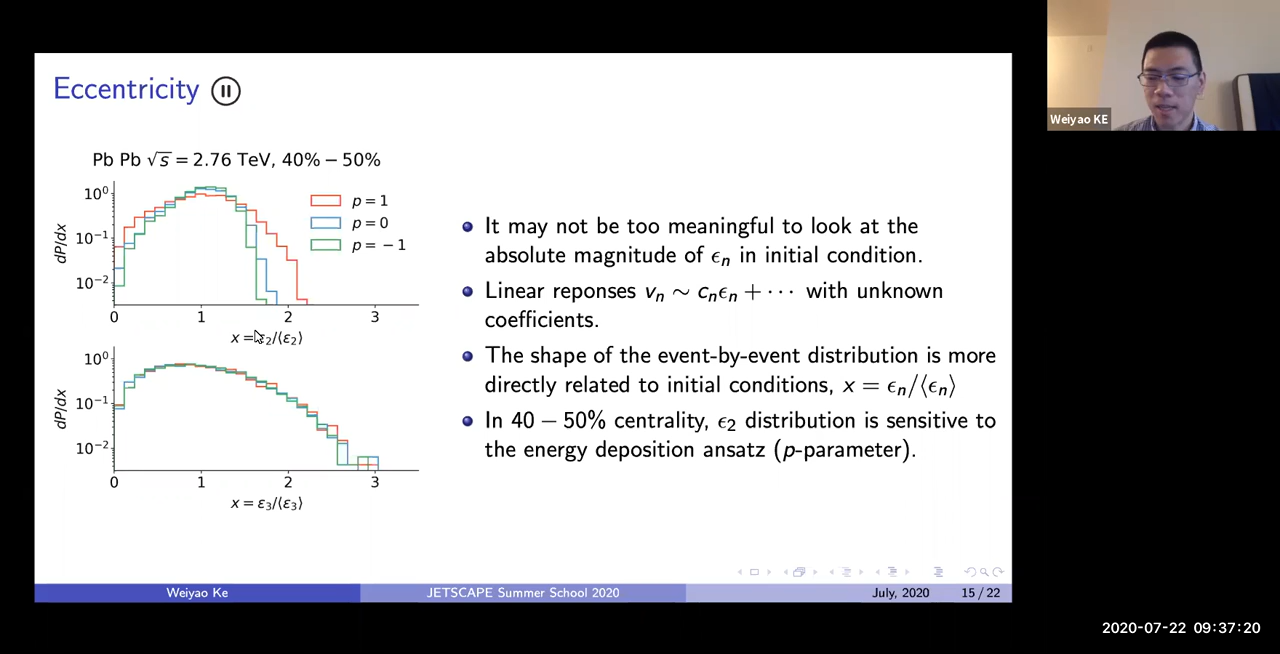 Eccentricity
Pb Pb √s = 2.76 TeV, 40% − 50%
10⁰
10⁻¹
10⁻²
dP/dx
p = 1
p = 0
p = −1
0 1 2 3
x = ε₂/⟨ε₂⟩
10⁰
10⁻¹
10⁻²
dP/dx
0 1 2 3
x = ε₃/⟨ε₃⟩
It may not be too meaningful to look at the
absolute magnitude of ϵₙ in initial condition.
Linear reponses vₙ ∼ cₙϵₙ + · · · with unknown
coefficients.
The shape of the event-by-event distribution is more
directly related to initial conditions, x = ϵₙ/⟨ϵₙ⟩
In 40 − 50% centrality, ϵ₂ distribution is sensitive to
the energy deposition ansatz (p-parameter).
Weiyao Ke JETSCAPE Summer School 2020 July, 2020 15 / 22
Weiyao KE
2020-07-22 09:37:20